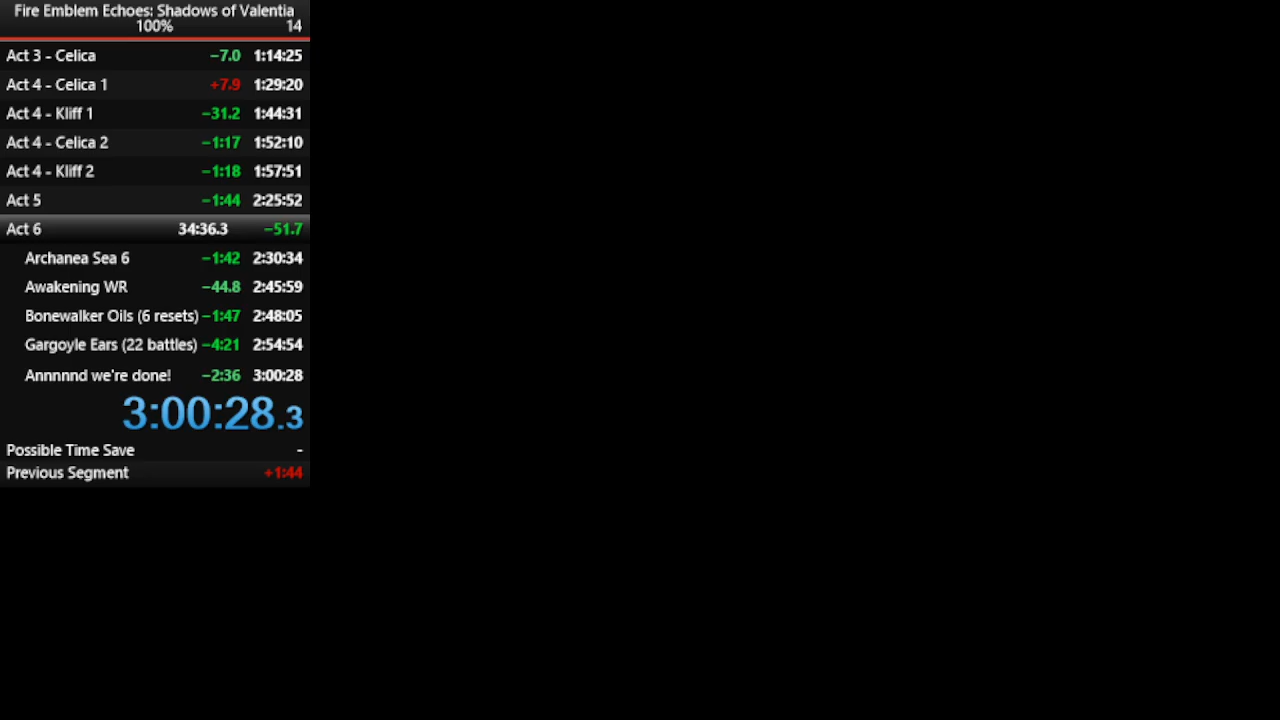 Fire Emblem Echoes: Shadows of Valentia
100% 14
Act 3 - Celica −7.0 1:14:25
Act 4 - Celica 1 +7.9 1:29:20
Act 4 - Kliff 1 −31.2 1:44:31
Act 4 - Celica 2 −1:17 1:52:10
Act 4 - Kliff 2 −1:18 1:57:51
Act 5 −1:44 2:25:52
Act 6 34:36.3 −51.7
Archanea Sea 6 −1:42 2:30:34
Awakening WR −44.8 2:45:59
Bonewalker Oils (6 resets) −1:47 2:48:05
Gargoyle Ears (22 battles) −4:21 2:54:54
Annnnnd we're done! −2:36 3:00:28
3:00:28.3
Possible Time Save -
Previous Segment +1:44